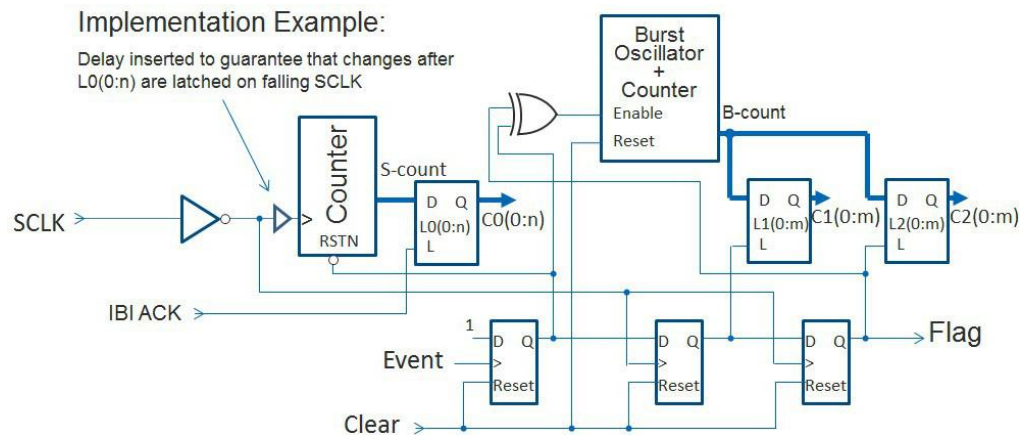 Implementation Example:
Delay inserted to guarantee that changes after
L0(0:n) are latched on falling SCLK
Burst
Oscillator
+
Counter
Enable
Reset
B-count
SCLK
>
Counter
RSTN
S-count
D Q
L0(0:n)
L
C0(0:n)
D Q
L1(0:m)
L
C1(0:m)
D Q
L2(0:m)
L
C2(0:m)
IBI ACK
1
Event
D Q
>
Reset
D Q
>
Reset
D Q
>
Reset
Flag
Clear